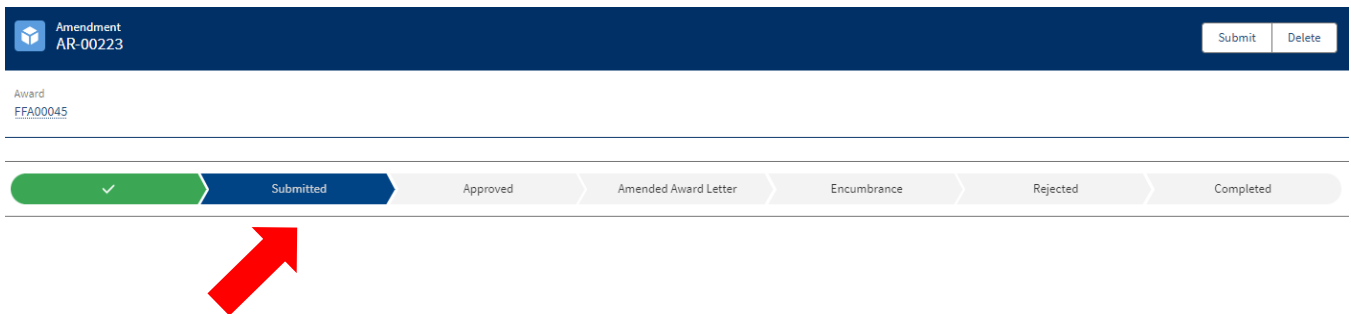 Amendment
AR-00223
Submit Delete
Award
FFA00045
Submitted Approved Amended Award Letter Encumbrance Rejected Completed